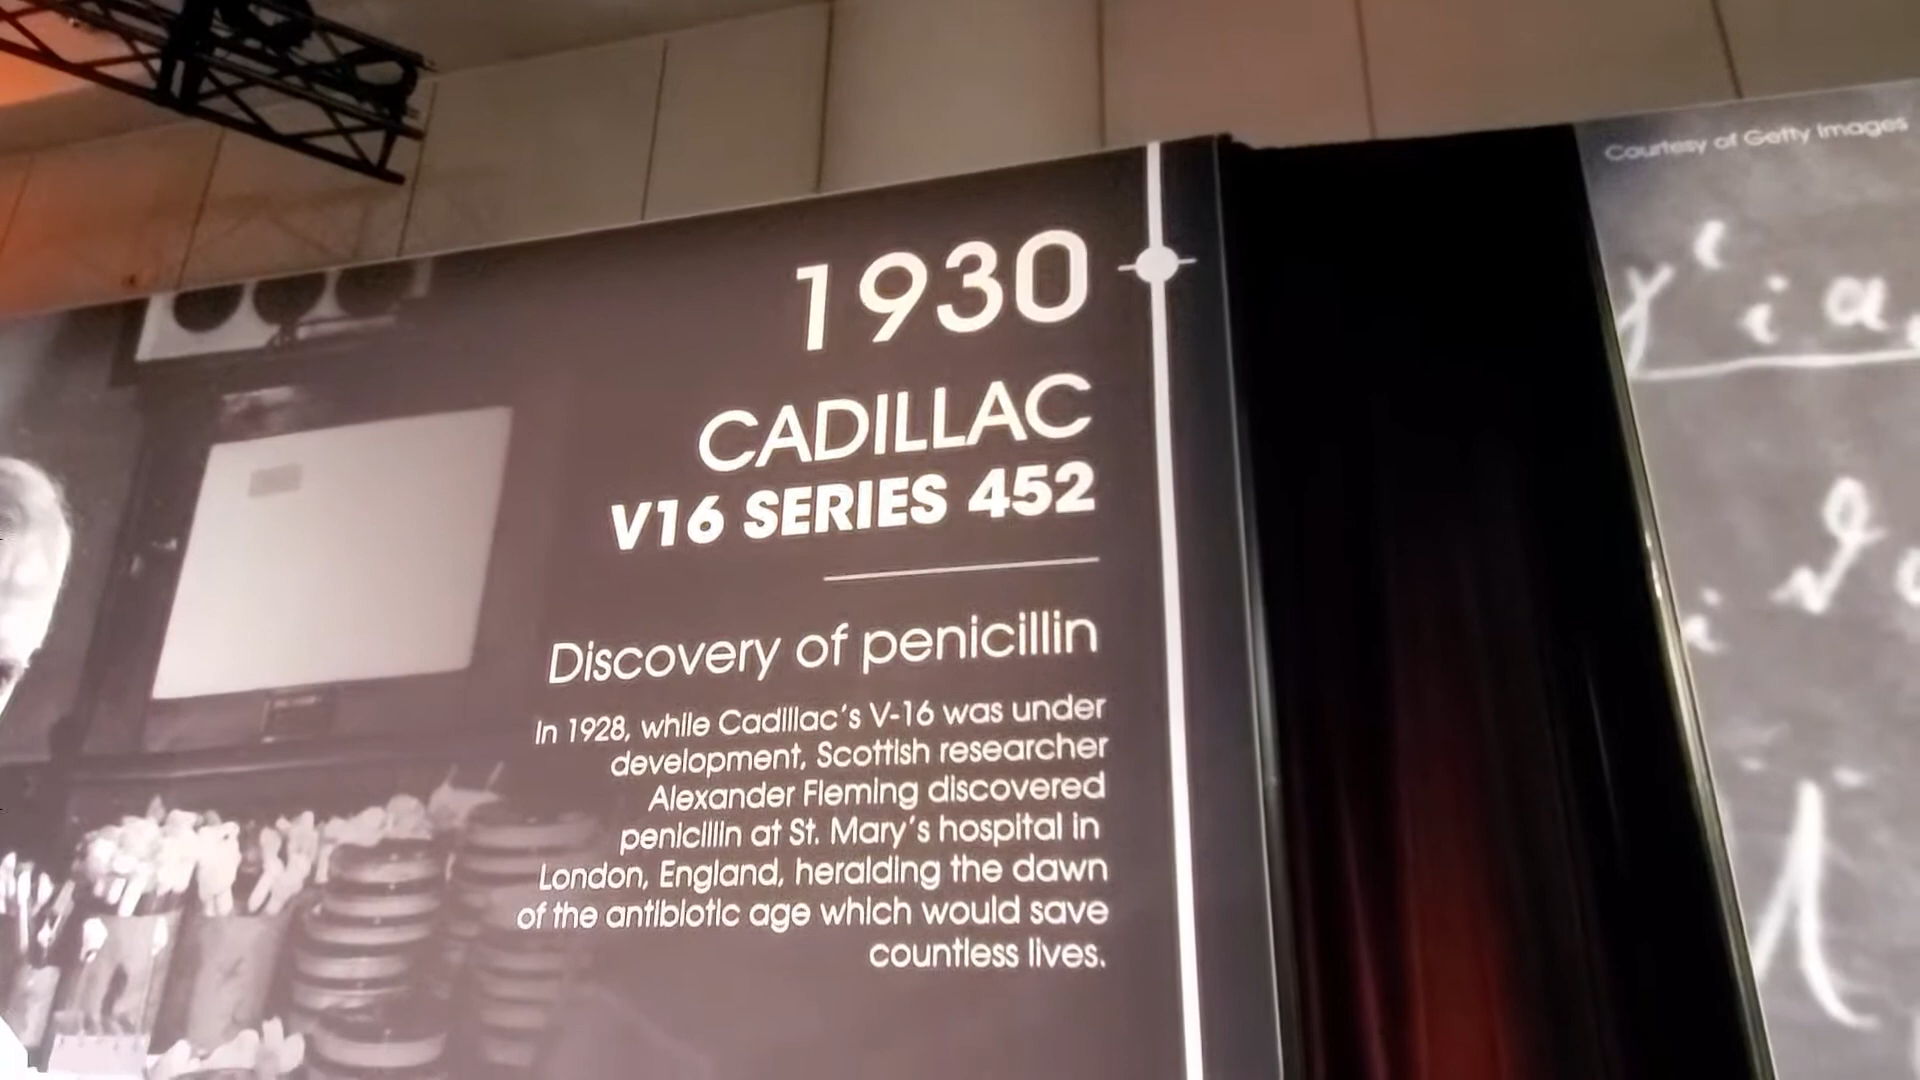 Courtesy of Getty Images
1930
CADILLAC
V16 SERIES 452
Discovery of penicillin
In 1928, while Cadillac's V-16 was under
development, Scottish researcher
Alexander Fleming discovered
penicillin at St. Mary's hospital in
London, England, heralding the dawn
of the antibiotic age which would save
countless lives.